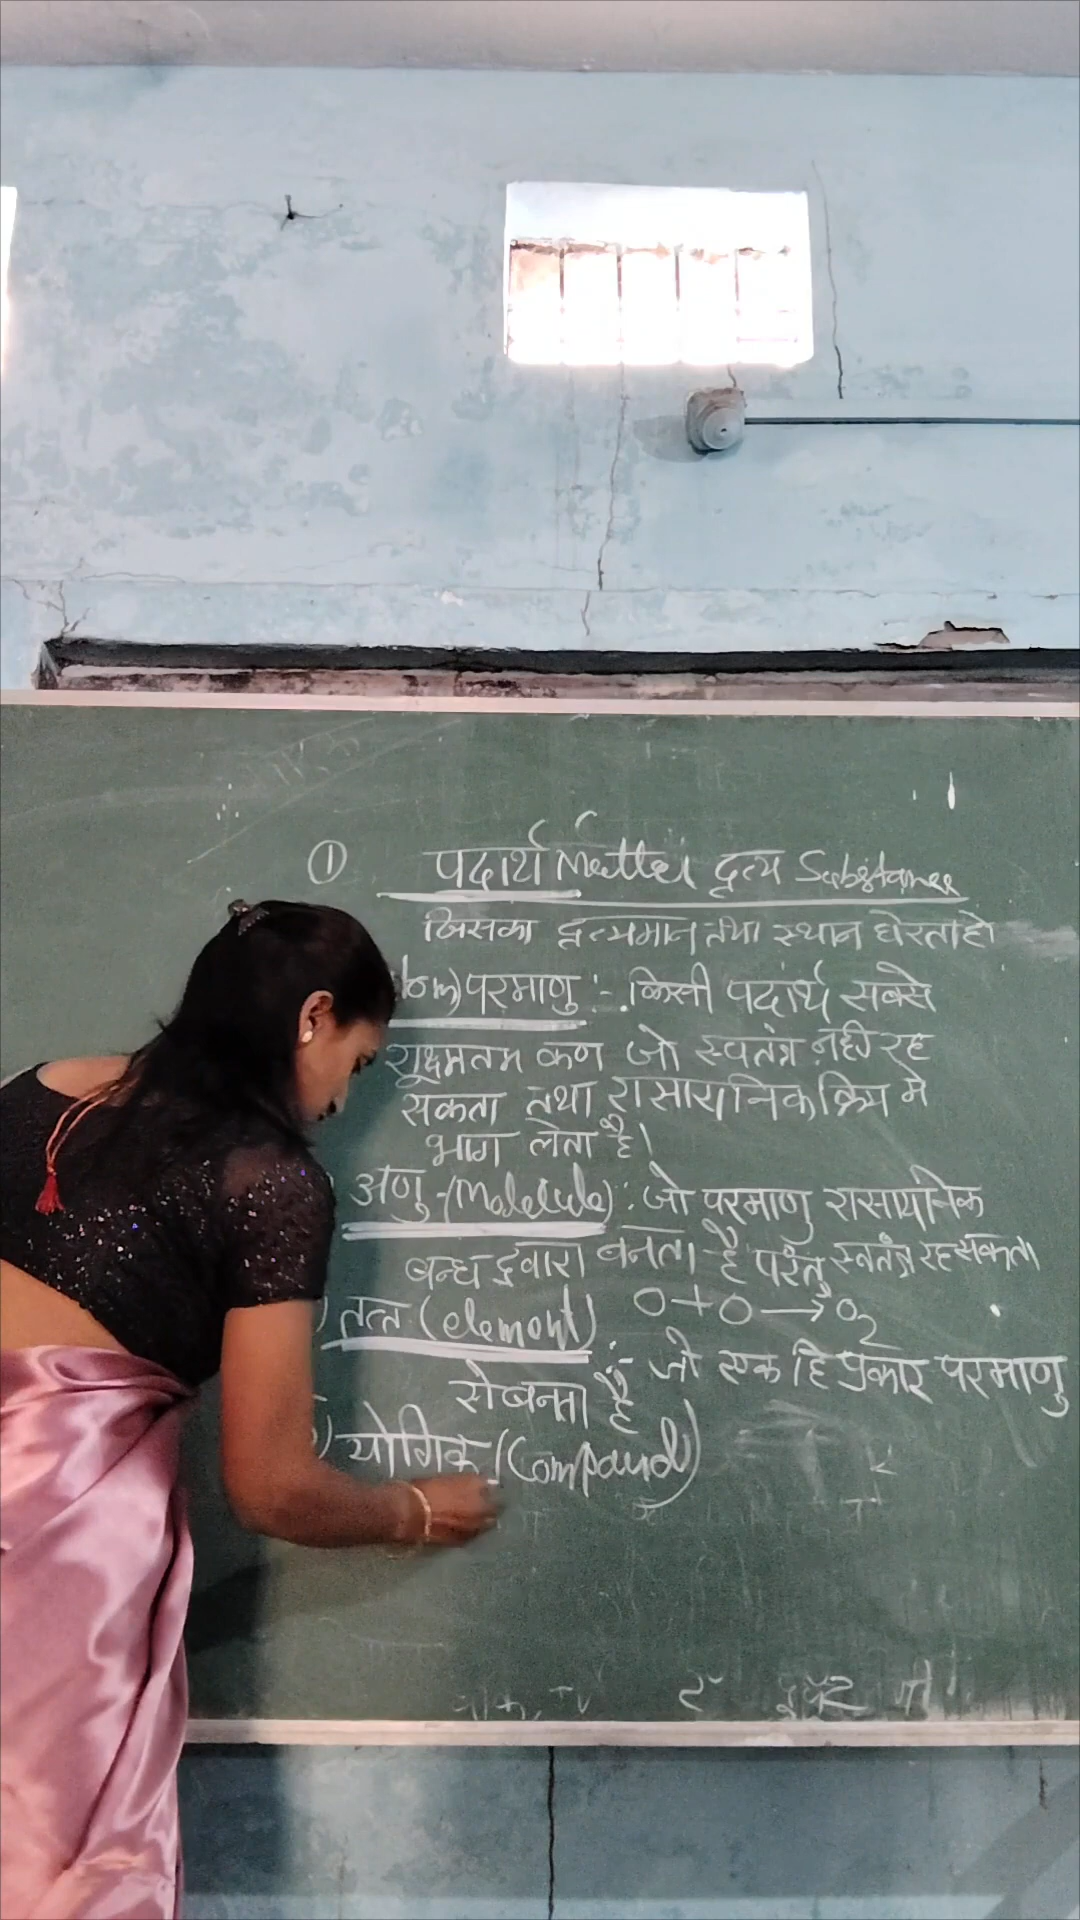 ① पदार्थ Matter द्रव्य Substance
जिसका द्रव्यमान तथा स्थान घेरता हो
om) परमाणु :- किसी पदार्थ सबसे
सूक्ष्मतम कण जो स्वतंत्र नही रह
सकता तथा रासायनिक क्रिय मे
भाग लेता है।
अणु-(Molecule) : जो परमाणु रासायनिक
बन्ध द्वारा बनता है परंतु स्वतंत्र रह सकता
) तत्व (element) O+O→O2
:- जो एक हि प्रकार परमाणु
से बनता है
) योगिक (Compound)